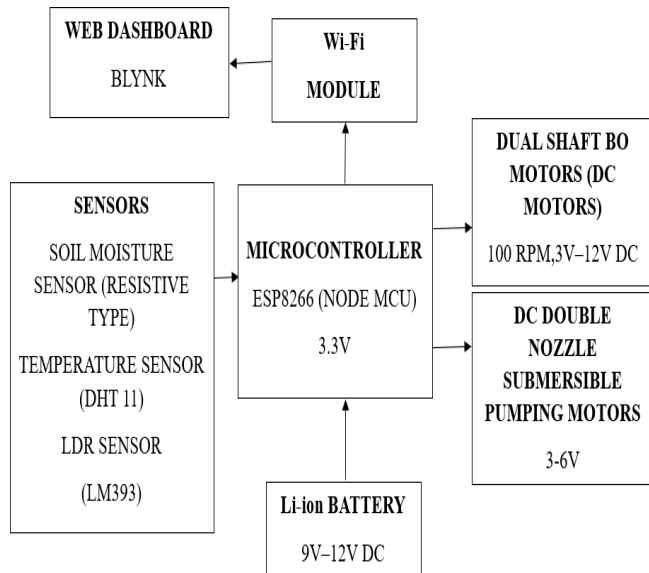 WEB DASHBOARD
BLYNK
Wi-Fi
MODULE
SENSORS
SOIL MOISTURE
SENSOR (RESISTIVE
TYPE)
TEMPERATURE SENSOR
(DHT 11)
LDR SENSOR
(LM393)
MICROCONTROLLER
ESP8266 (NODE MCU)
3.3V
DUAL SHAFT BO
MOTORS (DC
MOTORS)
100 RPM,3V–12V DC
DC DOUBLE
NOZZLE
SUBMERSIBLE
PUMPING MOTORS
3-6V
Li-ion BATTERY
9V–12V DC